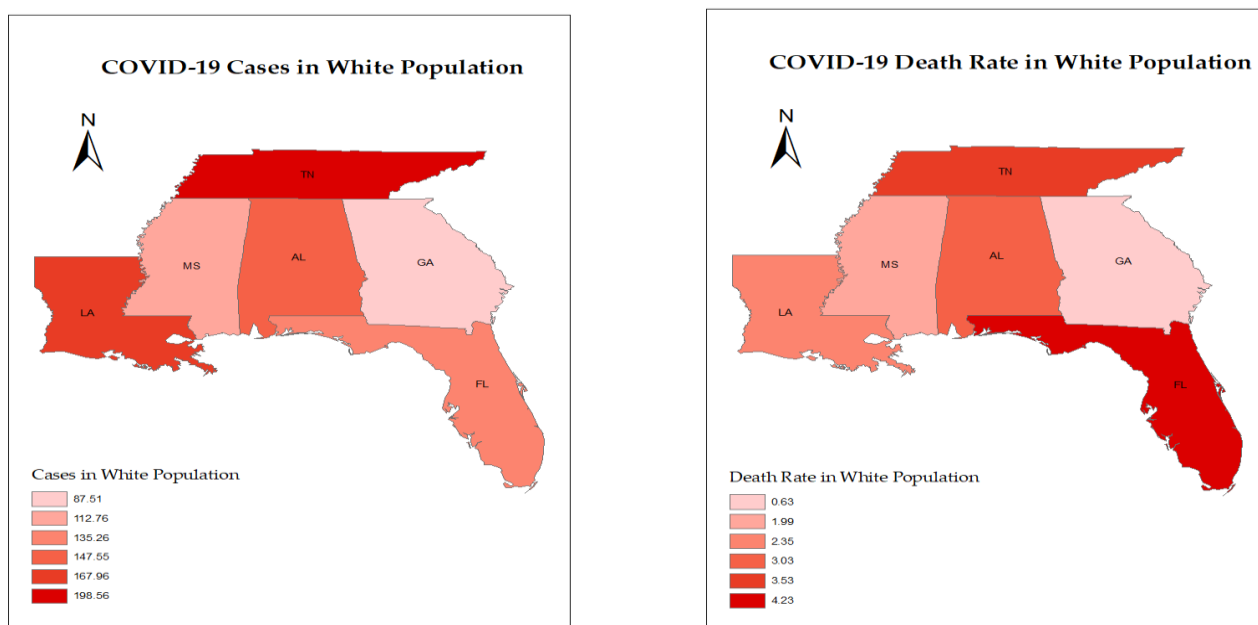 COVID-19 Cases in White Population
N
TN
MS
AL
GA
LA
FL
Cases in White Population
87.51
112.76
135.26
147.55
167.96
198.56
COVID-19 Death Rate in White Population
N
TN
MS
AL
GA
LA
FL
Death Rate in White Population
0.63
1.99
2.35
3.03
3.53
4.23